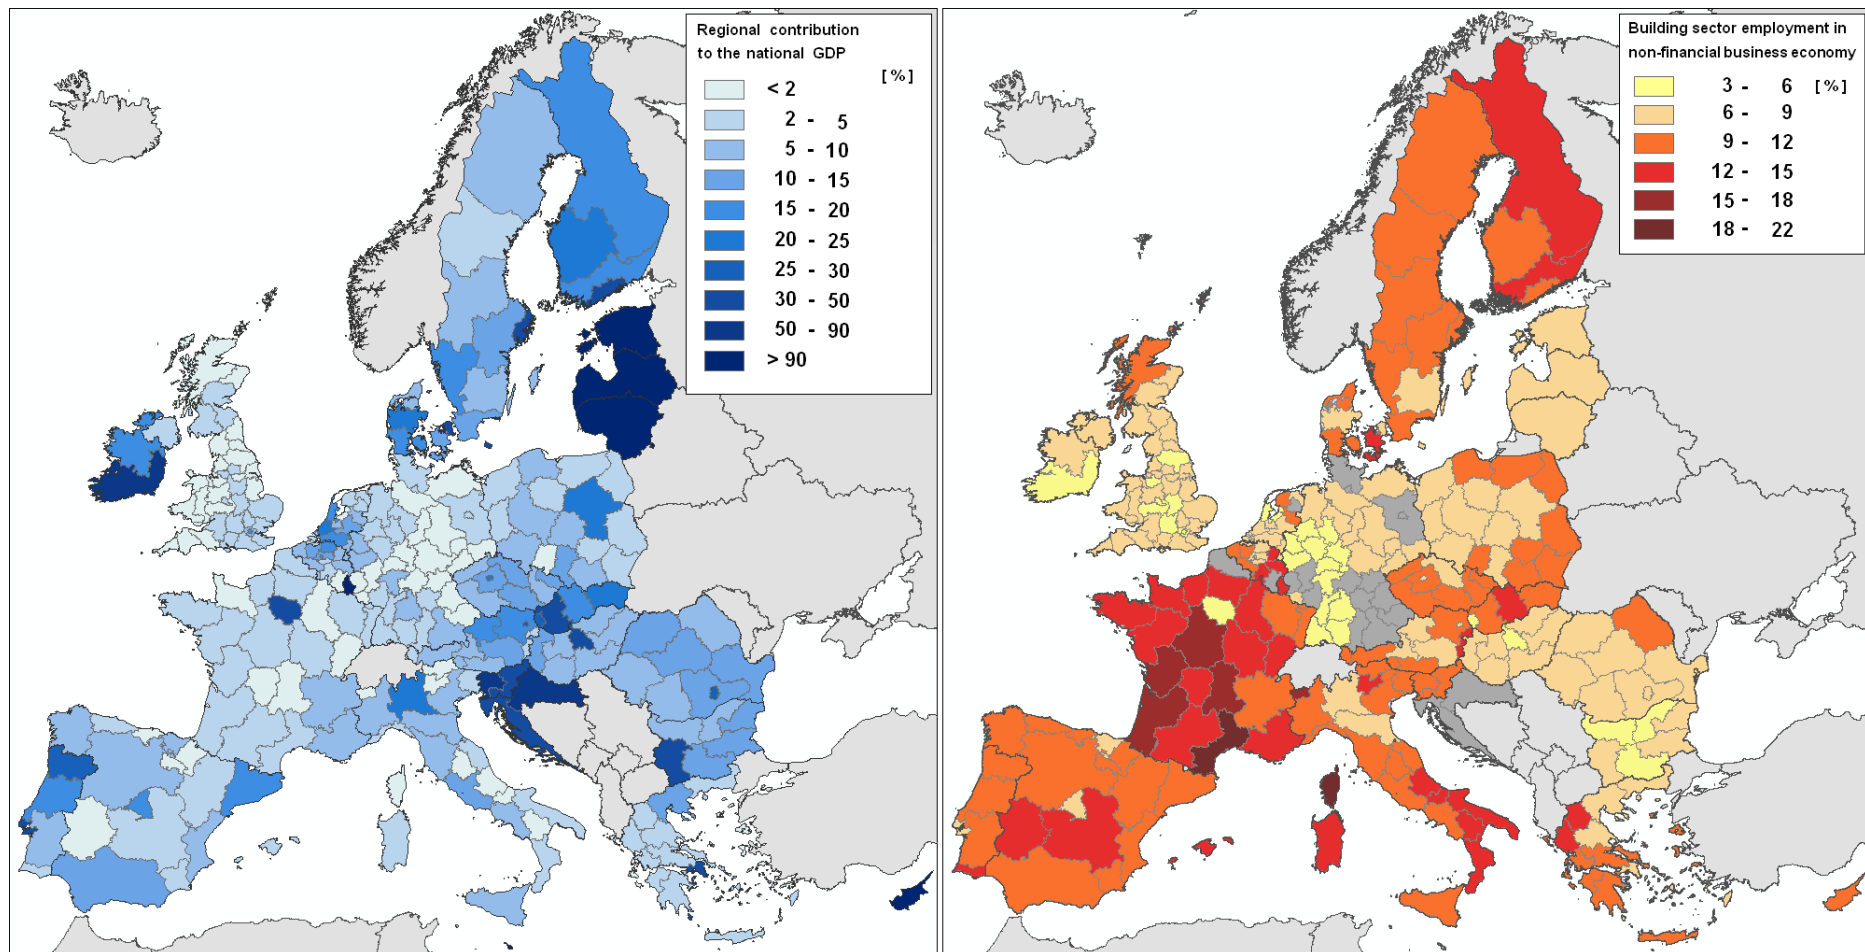 Regional contribution
to the national GDP
[%]
< 2
2 - 5
5 - 10
10 - 15
15 - 20
20 - 25
25 - 30
30 - 50
50 - 90
> 90
Building sector employment in
non-financial business economy
3 - 6 [%]
6 - 9
9 - 12
12 - 15
15 - 18
18 - 22